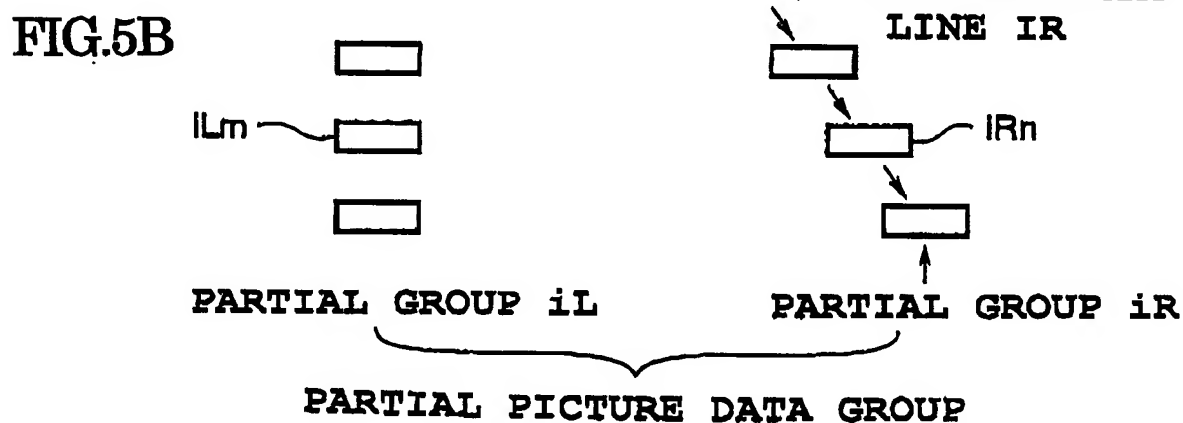 FIG.5B
LINE IR
ILm
IRn
PARTIAL GROUP iL
PARTIAL GROUP iR
PARTIAL PICTURE DATA GROUP